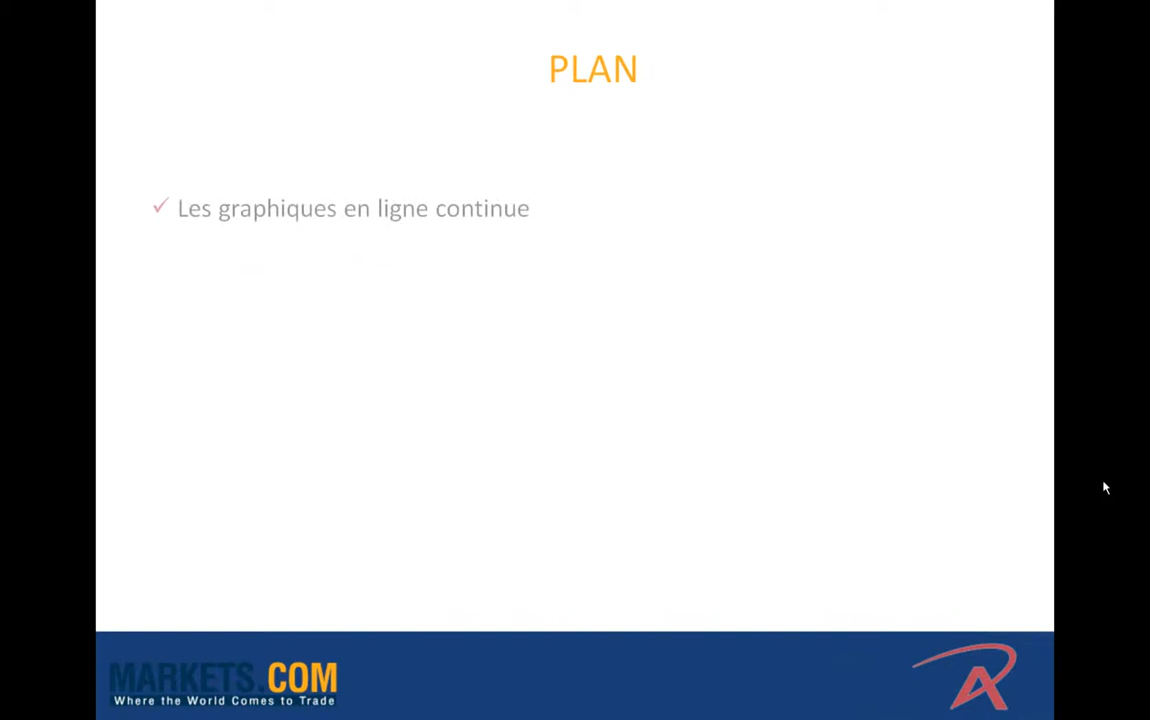 PLAN
✓ Les graphiques en ligne continue
MARKETS.COM
Where the World Comes to Trade